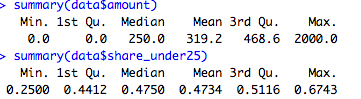 > summary(data$amount)
Min. 1st Qu. Median Mean 3rd Qu. Max.
0.0 0.0 250.0 319.2 468.6 2000.0
> summary(data$share_under25)
Min. 1st Qu. Median Mean 3rd Qu. Max.
0.2500 0.4412 0.4750 0.4734 0.5116 0.6743